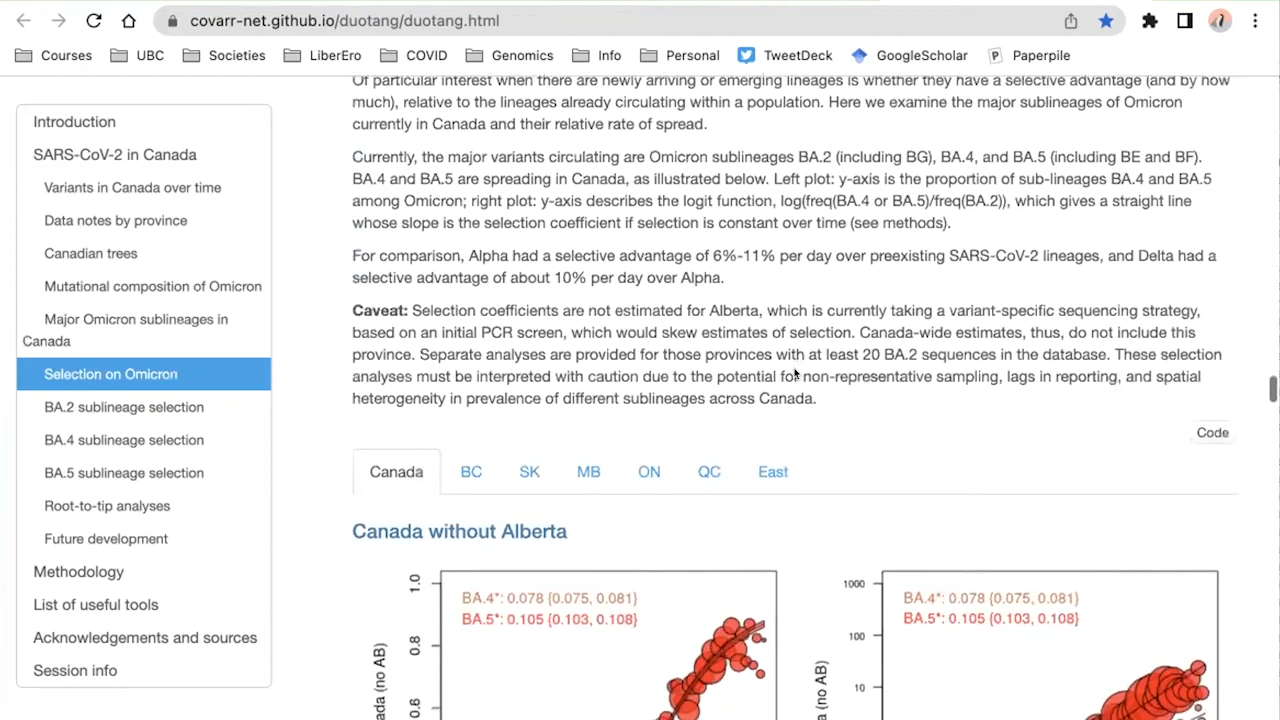 covarr-net.github.io/duotang/duotang.html
Courses UBC Societies LiberEro COVID Genomics Info Personal TweetDeck GoogleScholar Paperpile
Introduction
SARS-CoV-2 in Canada
Variants in Canada over time
Data notes by province
Canadian trees
Mutational composition of Omicron
Major Omicron sublineages in
Canada
Selection on Omicron
BA.2 sublineage selection
BA.4 sublineage selection
BA.5 sublineage selection
Root-to-tip analyses
Future development
Methodology
List of useful tools
Acknowledgements and sources
Session info
Of particular interest when there are newly arriving or emerging lineages is whether they have a selective advantage (and by how
much), relative to the lineages already circulating within a population. Here we examine the major sublineages of Omicron
currently in Canada and their relative rate of spread.
Currently, the major variants circulating are Omicron sublineages BA.2 (including BG), BA.4, and BA.5 (including BE and BF).
BA.4 and BA.5 are spreading in Canada, as illustrated below. Left plot: y-axis is the proportion of sub-lineages BA.4 and BA.5
among Omicron; right plot: y-axis describes the logit function, log(freq(BA.4 or BA.5)/freq(BA.2)), which gives a straight line
whose slope is the selection coefficient if selection is constant over time (see methods).
For comparison, Alpha had a selective advantage of 6%-11% per day over preexisting SARS-CoV-2 lineages, and Delta had a
selective advantage of about 10% per day over Alpha.
Caveat: Selection coefficients are not estimated for Alberta, which is currently taking a variant-specific sequencing strategy,
based on an initial PCR screen, which would skew estimates of selection. Canada-wide estimates, thus, do not include this
province. Separate analyses are provided for those provinces with at least 20 BA.2 sequences in the database. These selection
analyses must be interpreted with caution due to the potential for non-representative sampling, lags in reporting, and spatial
heterogeneity in prevalence of different sublineages across Canada.
Code
Canada BC SK MB ON QC East
Canada without Alberta
1.0
0.8
0.6
ada (no AB)
BA.4*: 0.078 {0.075, 0.081}
BA.5*: 0.105 {0.103, 0.108}
1000
100
10
a (no AB)
BA.4*: 0.078 {0.075, 0.081}
BA.5*: 0.105 {0.103, 0.108}